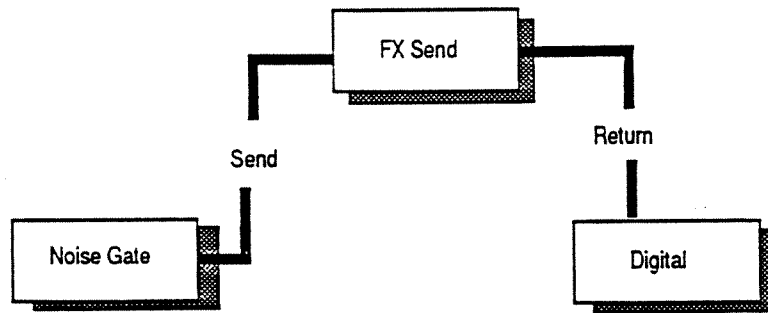 FX Send
Send
Return
Noise Gate
Digital